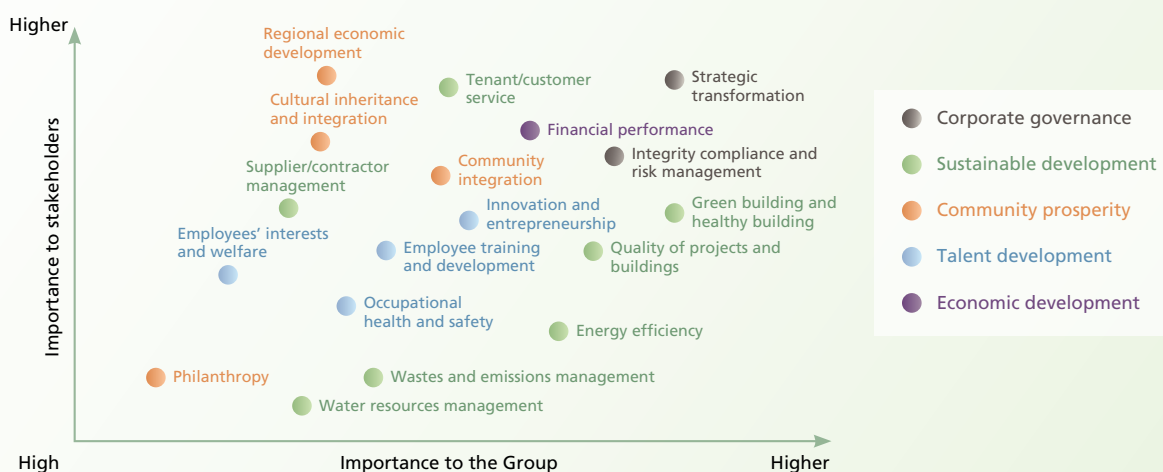 Higher
Regional economic
development
Tenant/customer
service
Strategic
transformation
Cultural inheritance
and integration
Financial performance
Integrity compliance and
risk management
Community
integration
Supplier/contractor
management
Innovation and
entrepreneurship
Green building and
healthy building
Employees’ interests
and welfare
Employee training
and development
Quality of projects and
buildings
Occupational
health and safety
Energy efficiency
Philanthropy
Wastes and emissions management
Water resources management
Importance to stakeholders
High
Importance to the Group
Higher
Corporate governance
Sustainable development
Community prosperity
Talent development
Economic development